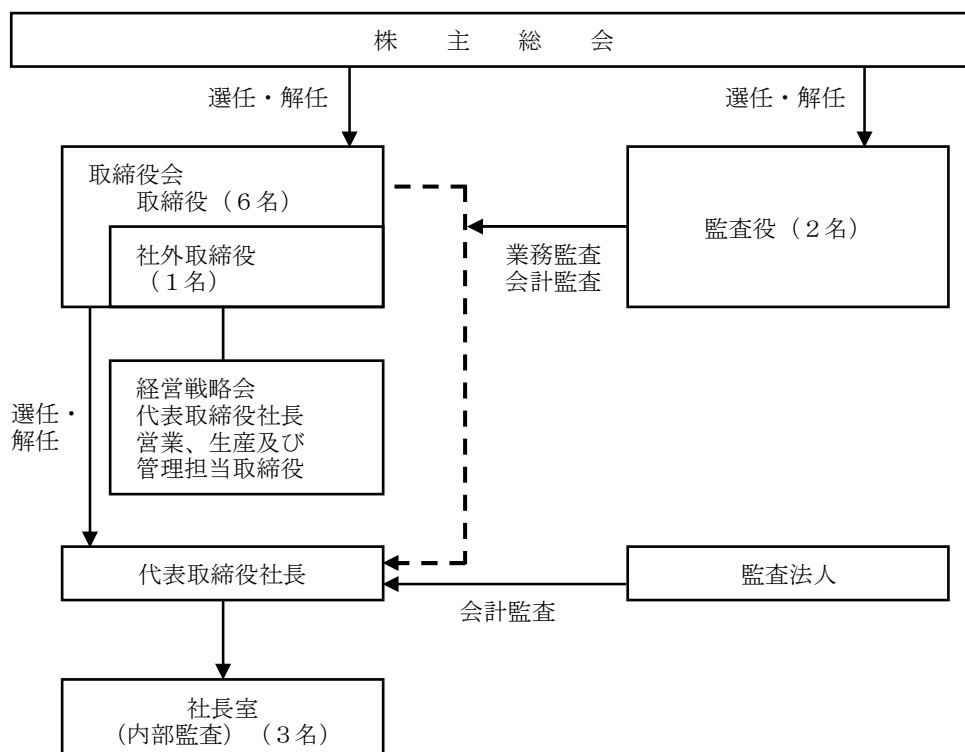 株　主　総　会
選任・解任
選任・解任
取締役会
取締役（６名）
社外取締役
（１名）
監査役（２名）
業務監査
会計監査
経営戦略会
代表取締役社長
営業、生産及び
管理担当取締役
選任・
解任
代表取締役社長
監査法人
会計監査
社長室
（内部監査）（３名）